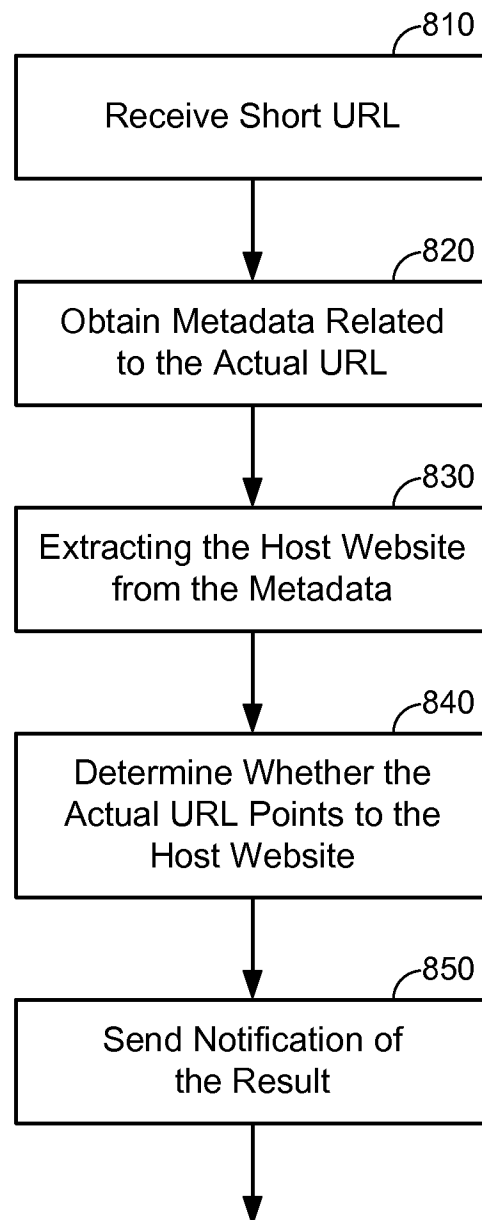 810
Receive Short URL
820
Obtain Metadata Related
to the Actual URL
830
Extracting the Host Website
from the Metadata
840
Determine Whether the
Actual URL Points to the
Host Website
850
Send Notification of
the Result